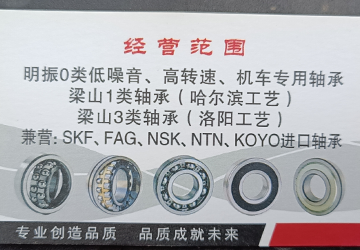 经营范围
明振0类低噪音、高转速、机车专用轴承
梁山1类轴承（哈尔滨工艺）
梁山3类轴承（洛阳工艺）
兼营:SKF、FAG、NSK、NTN、KOYO进口轴承
专业创造品质 品质成就未来